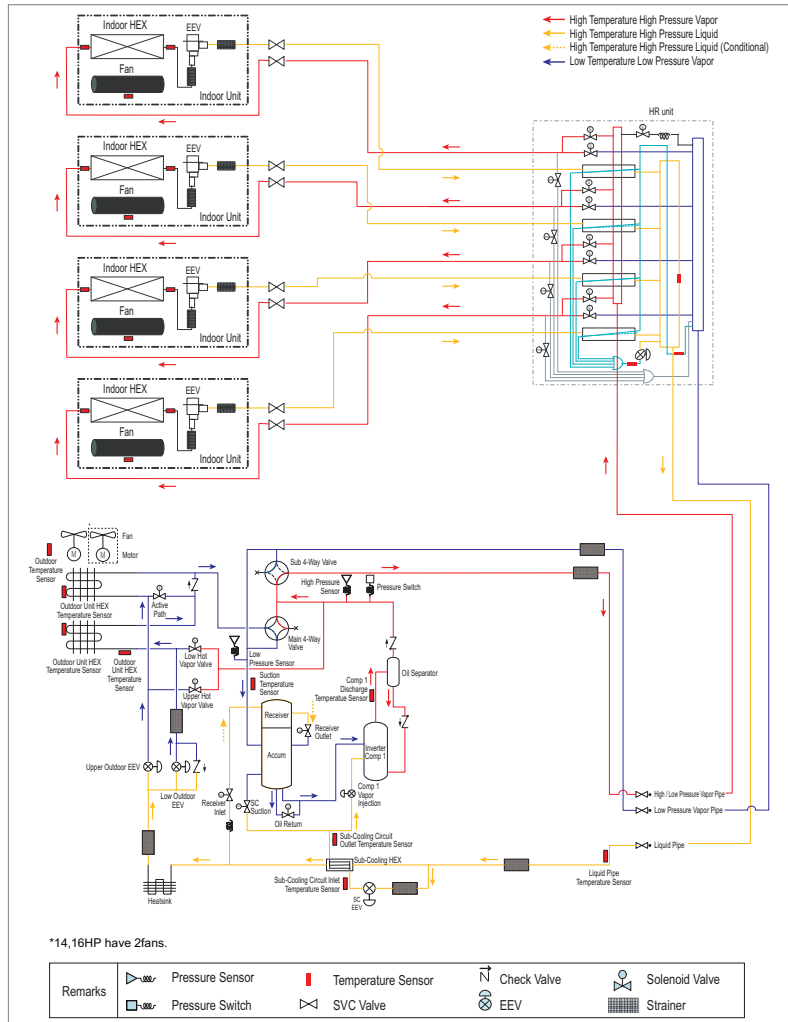 Indoor HEX
EEV
Fan
Indoor Unit
High Temperature High Pressure Vapor
High Temperature High Pressure Liquid
High Temperature High Pressure Liquid (Conditional)
Low Temperature Low Pressure Vapor
HR unit
Indoor HEX
EEV
Fan
Indoor Unit
Indoor HEX
EEV
Fan
Indoor Unit
Indoor HEX
EEV
Fan
Indoor Unit
Fan
M
M
Motor
Outdoor
Temperature
Sensor
Sub 4-Way Valve
High Pressure
Sensor
Pressure Switch
Outdoor Unit HEX
Temperature Sensor
Active
Path
Main 4-Way
Valve
Outdoor Unit HEX
Temperature Sensor
Outdoor
Unit HEX
Temperature
Sensor
Low Hot
Vapor Valve
Low
Pressure Sensor
Upper Hot
Vapor Valve
Suction
Temperature
Sensor
Comp 1
Discharge
Temperatue Sensor
Oil Separator
Receiver
Receiver
Outlet
Accum
Inverter
Comp 1
Upper Outdoor EEV
Low Outdoor
EEV
Receiver
Inlet
SC
Suction
Oil Return
Comp 1
Vapor
Injection
High / Low Pressure Vapor Pipe
Low Pressure Vapor Pipe
Liquid Pipe
Sub-Cooling Circuit
Outlet Temperature Sensor
Sub-Cooling HEX
Sub-Cooling Circuit Inlet
Temperature Sensor
SC
EEV
Liquid Pipe
Temperature Sensor
Heatsink
*14,16HP have 2fans.
Remarks
Pressure Sensor
Temperature Sensor
Check Valve
Solenoid Valve
Pressure Switch
SVC Valve
EEV
Strainer